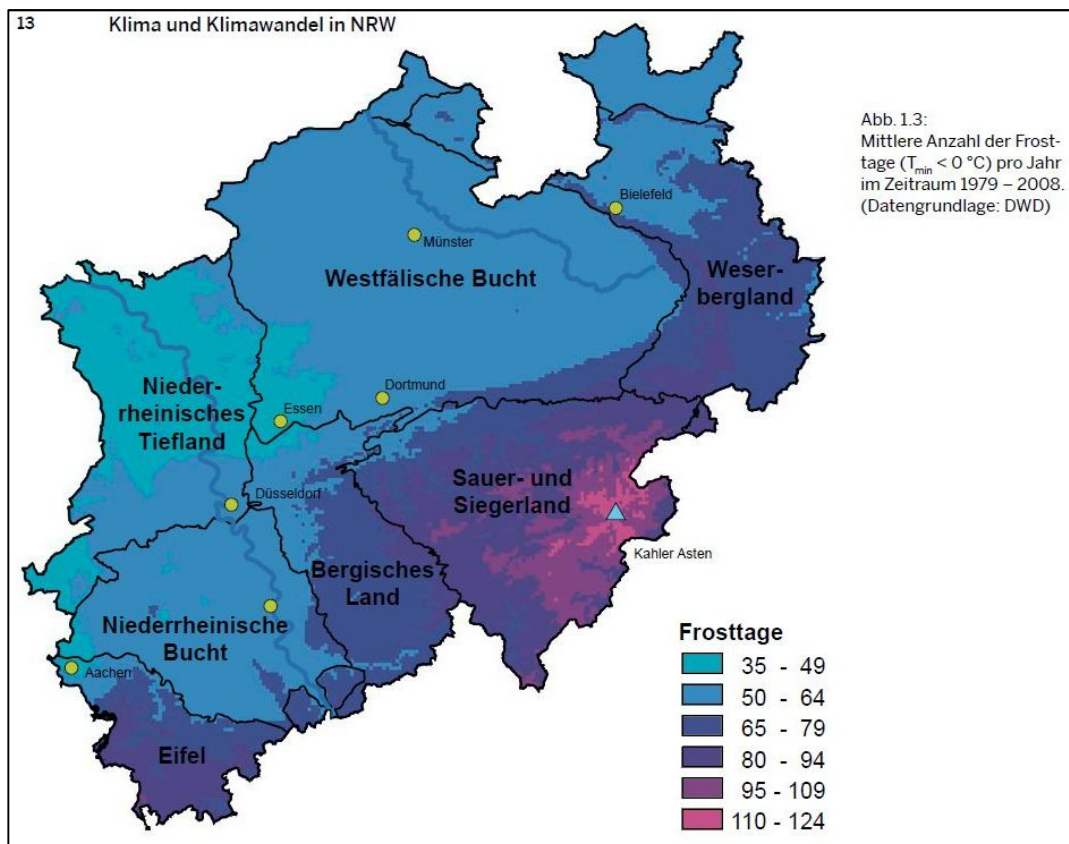 13 Klima und Klimawandel in NRW
Abb. 1.3:
Mittlere Anzahl der Frost-
tage (Tmin < 0 °C) pro Jahr
im Zeitraum 1979 – 2008.
(Datengrundlage: DWD)
Bielefeld
Münster
Westfälische Bucht
Weser-
bergland
Nieder-
rheinisches
Tiefland
Essen
Dortmund
Sauer- und
Siegerland
Düsseldorf
Kahler Asten
Bergisches
Land
Niederrheinische
Bucht
Aachen
Eifel
Frosttage
35 - 49
50 - 64
65 - 79
80 - 94
95 - 109
110 - 124